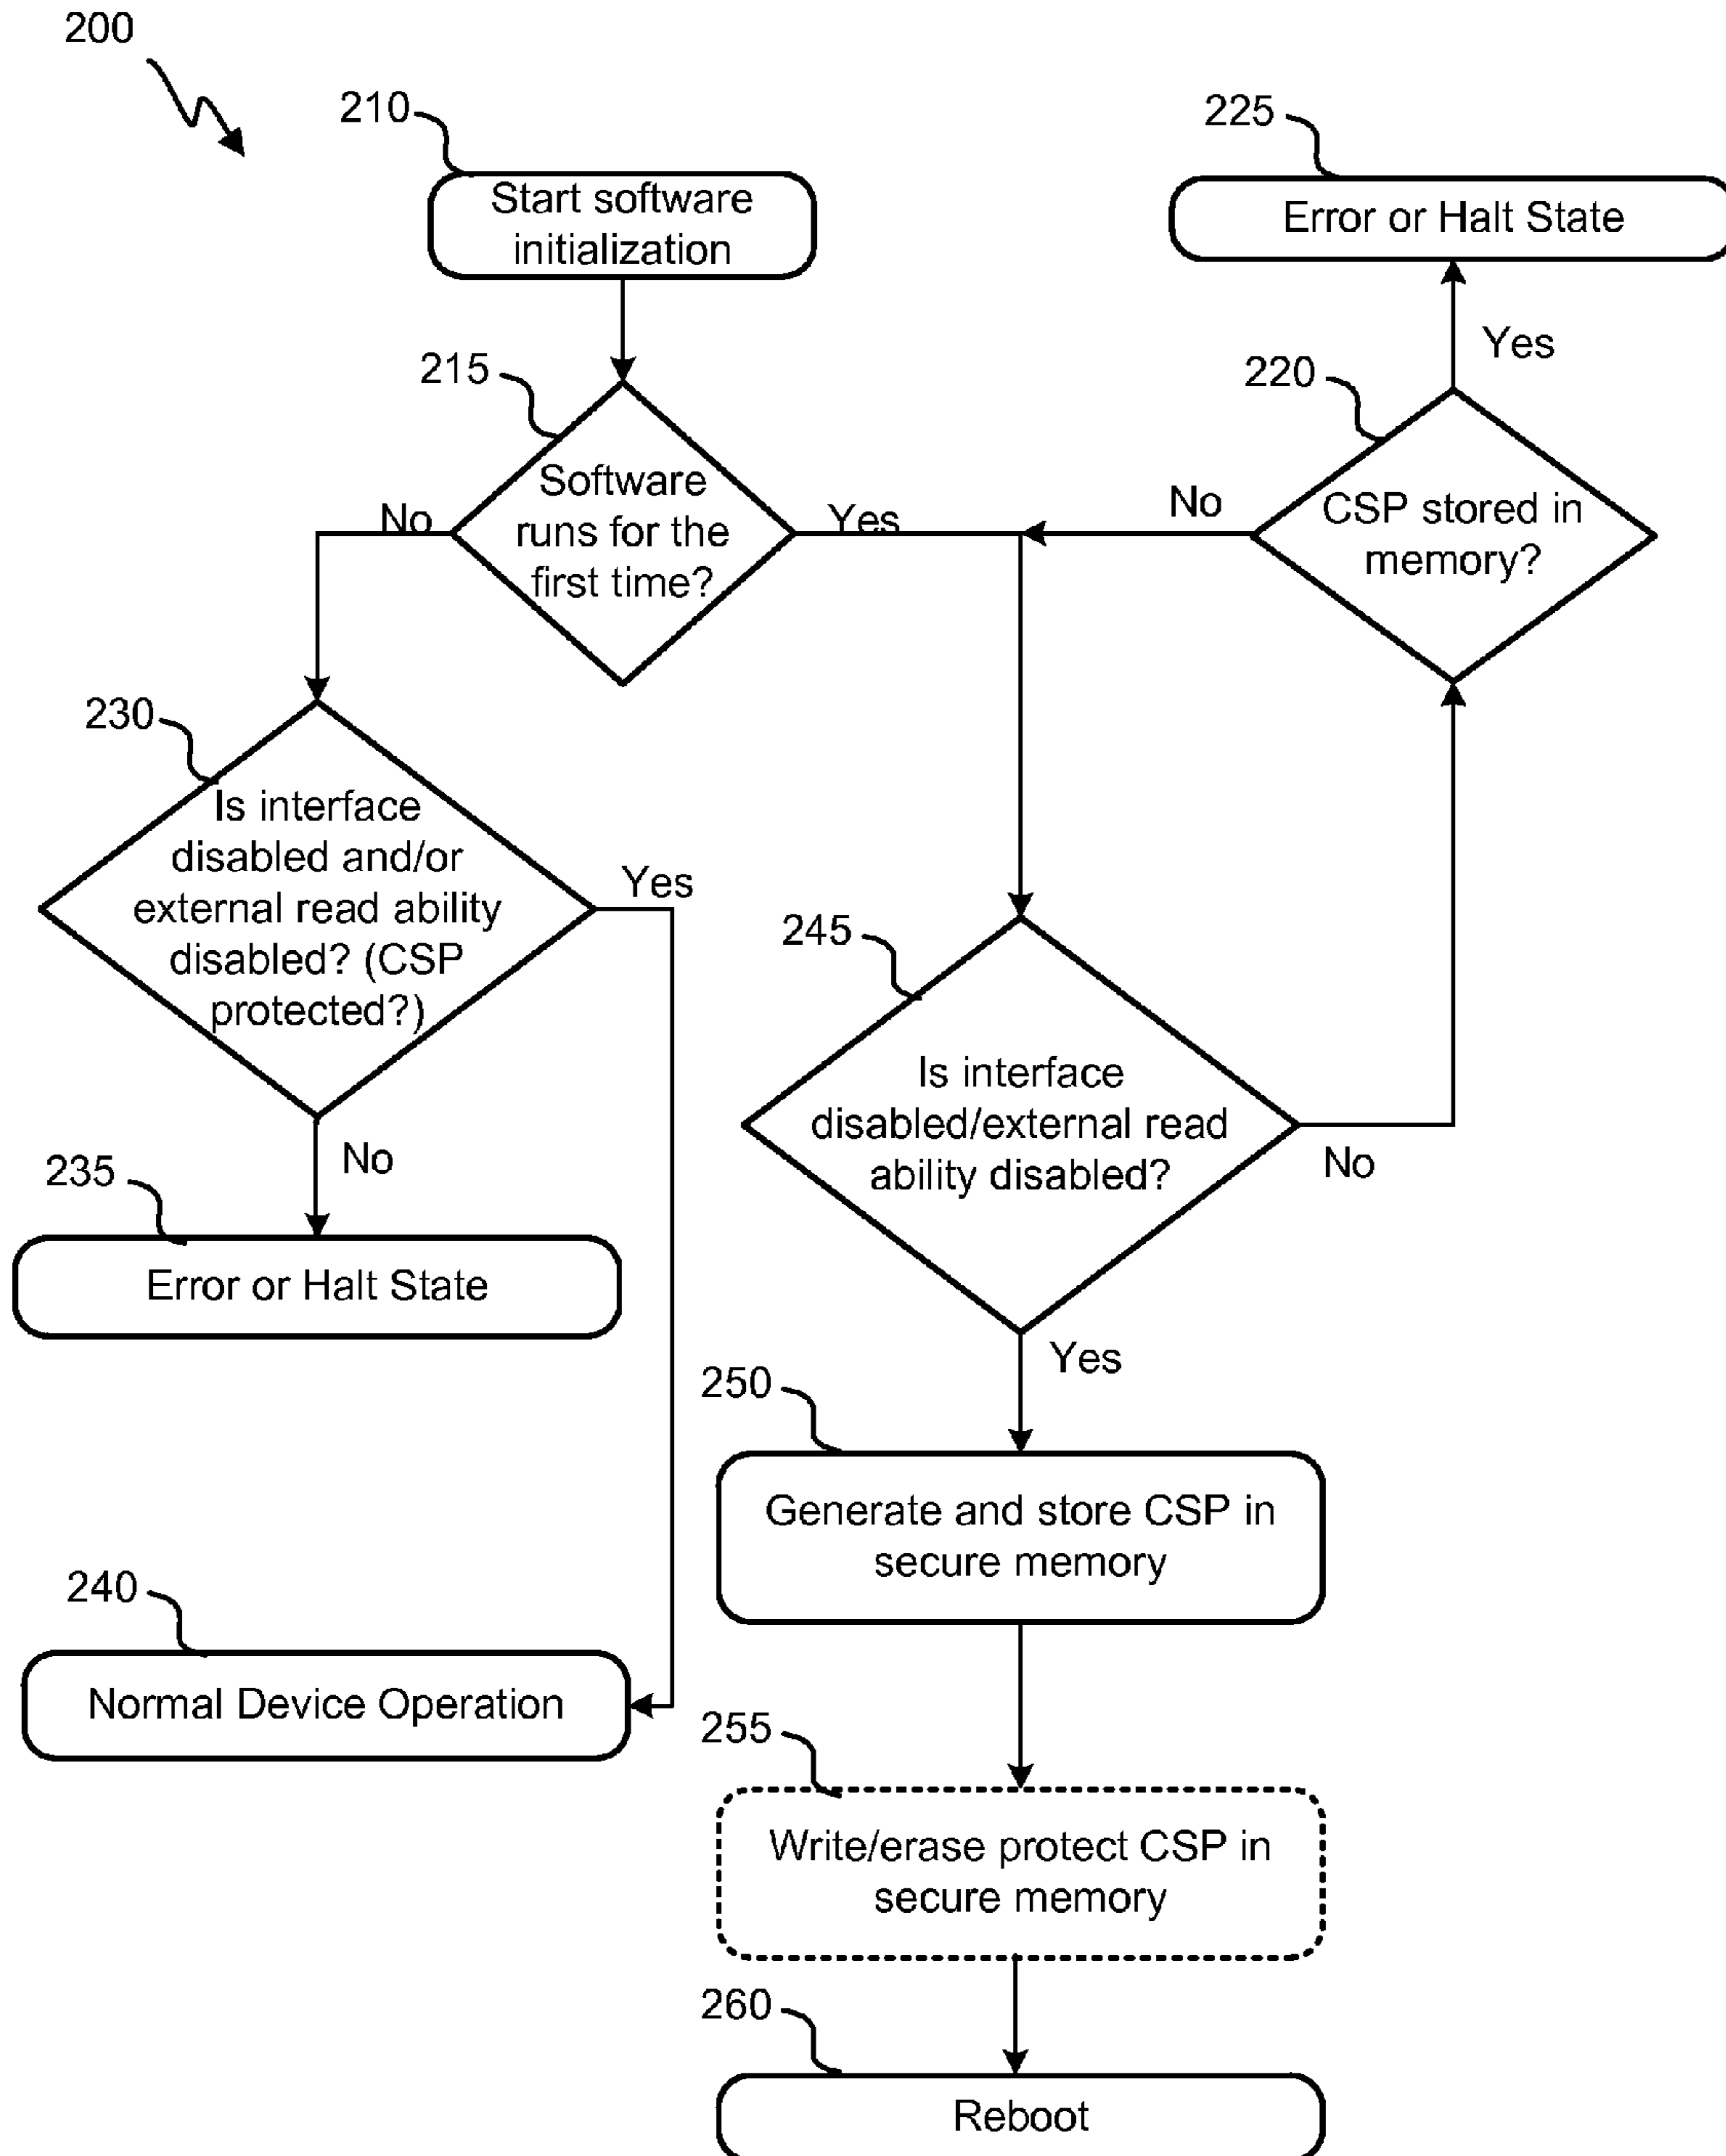 200
210
Start software
initialization
225
Error or Halt State
Yes
215
Software
runs for the
first time?
No
Yes
220
CSP stored in
memory?
No
230
Is interface
disabled and/or
external read ability
disabled? (CSP
protected?)
Yes
No
235
Error or Halt State
240
Normal Device Operation
245
Is interface
disabled/external read
ability disabled?
No
Yes
250
Generate and store CSP in
secure memory
255
Write/erase protect CSP in
secure memory
260
Reboot